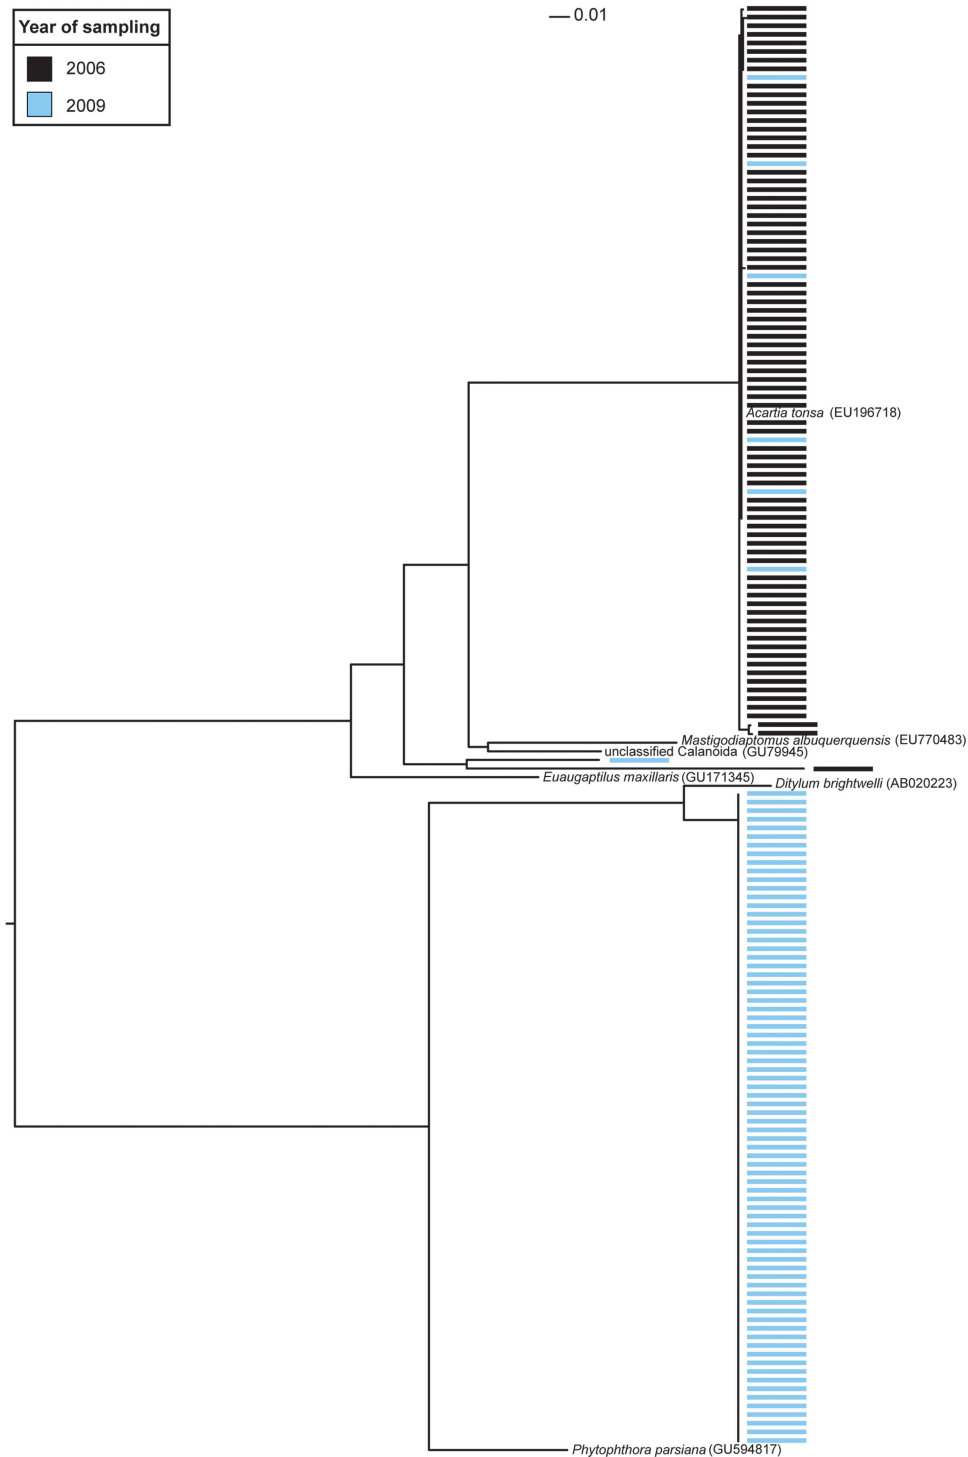 Year of sampling
2006
2009
0.01
Acartia tonsa (EU196718)
Mastigodiaptomus albuquerquensis (EU770483)
unclassified Calanoida (GU79945)
Euaugaptilus maxillaris (GU171345)
Ditylum brightwelli (AB020223)
Phytophthora parsiana (GU594817)